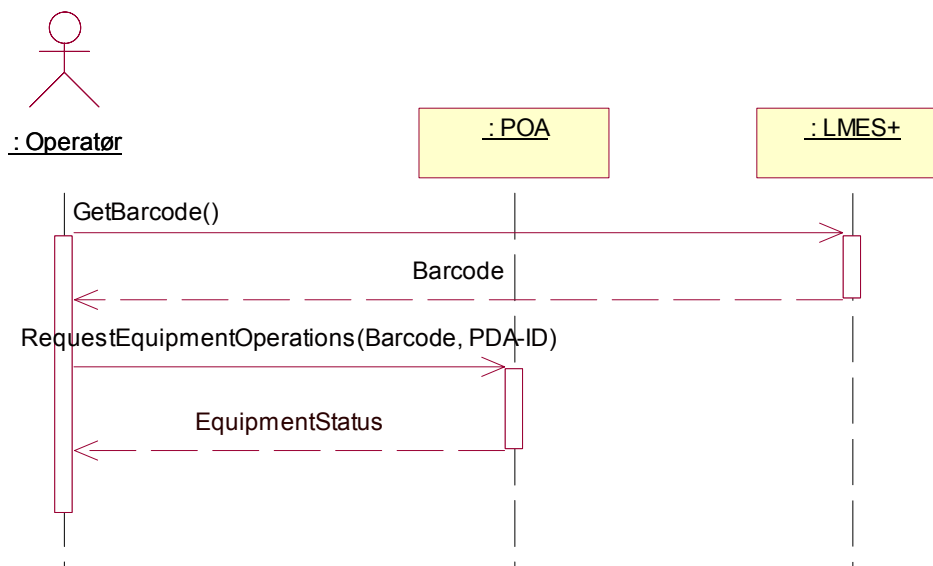 : Operatør
: POA
: LMES+
GetBarcode()
Barcode
RequestEquipmentOperations(Barcode, PDA-ID)
EquipmentStatus